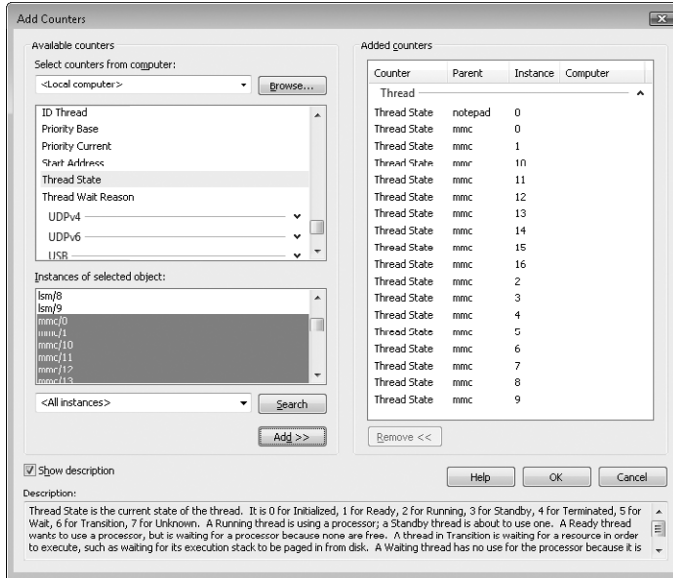 Add Counters
Available counters
Select counters from computer:
<Local computer>
Browse...
ID Thread
Priority Base
Priority Current
Start Address
Thread State
Thread Wait Reason
UDPv4
UDPv6
USB
Instances of selected object:
lsm/8
lsm/9
mmc/0
mmc/1
mmc/10
mmc/11
mmc/12
mmc/13
<All instances>
Search
Add >>
Added counters
Counter Parent Instance Computer
Thread
Thread State notepad 0
Thread State mmc 0
Thread State mmc 1
Thread State mmc 10
Thread State mmc 11
Thread State mmc 12
Thread State mmc 13
Thread State mmc 14
Thread State mmc 15
Thread State mmc 16
Thread State mmc 2
Thread State mmc 3
Thread State mmc 4
Thread State mmc 5
Thread State mmc 6
Thread State mmc 7
Thread State mmc 8
Thread State mmc 9
Remove <<
Show description
Help OK Cancel
Description:
Thread State is the current state of the thread. It is 0 for Initialized, 1 for Ready, 2 for Running, 3 for Standby, 4 for Terminated, 5 for
Wait, 6 for Transition, 7 for Unknown. A Running thread is using a processor; a Standby thread is about to use one. A Ready thread
wants to use a processor, but is waiting for a processor because none are free. A thread in Transition is waiting for a resource in order
to execute, such as waiting for its execution stack to be paged in from disk. A Waiting thread has no use for the processor because it is